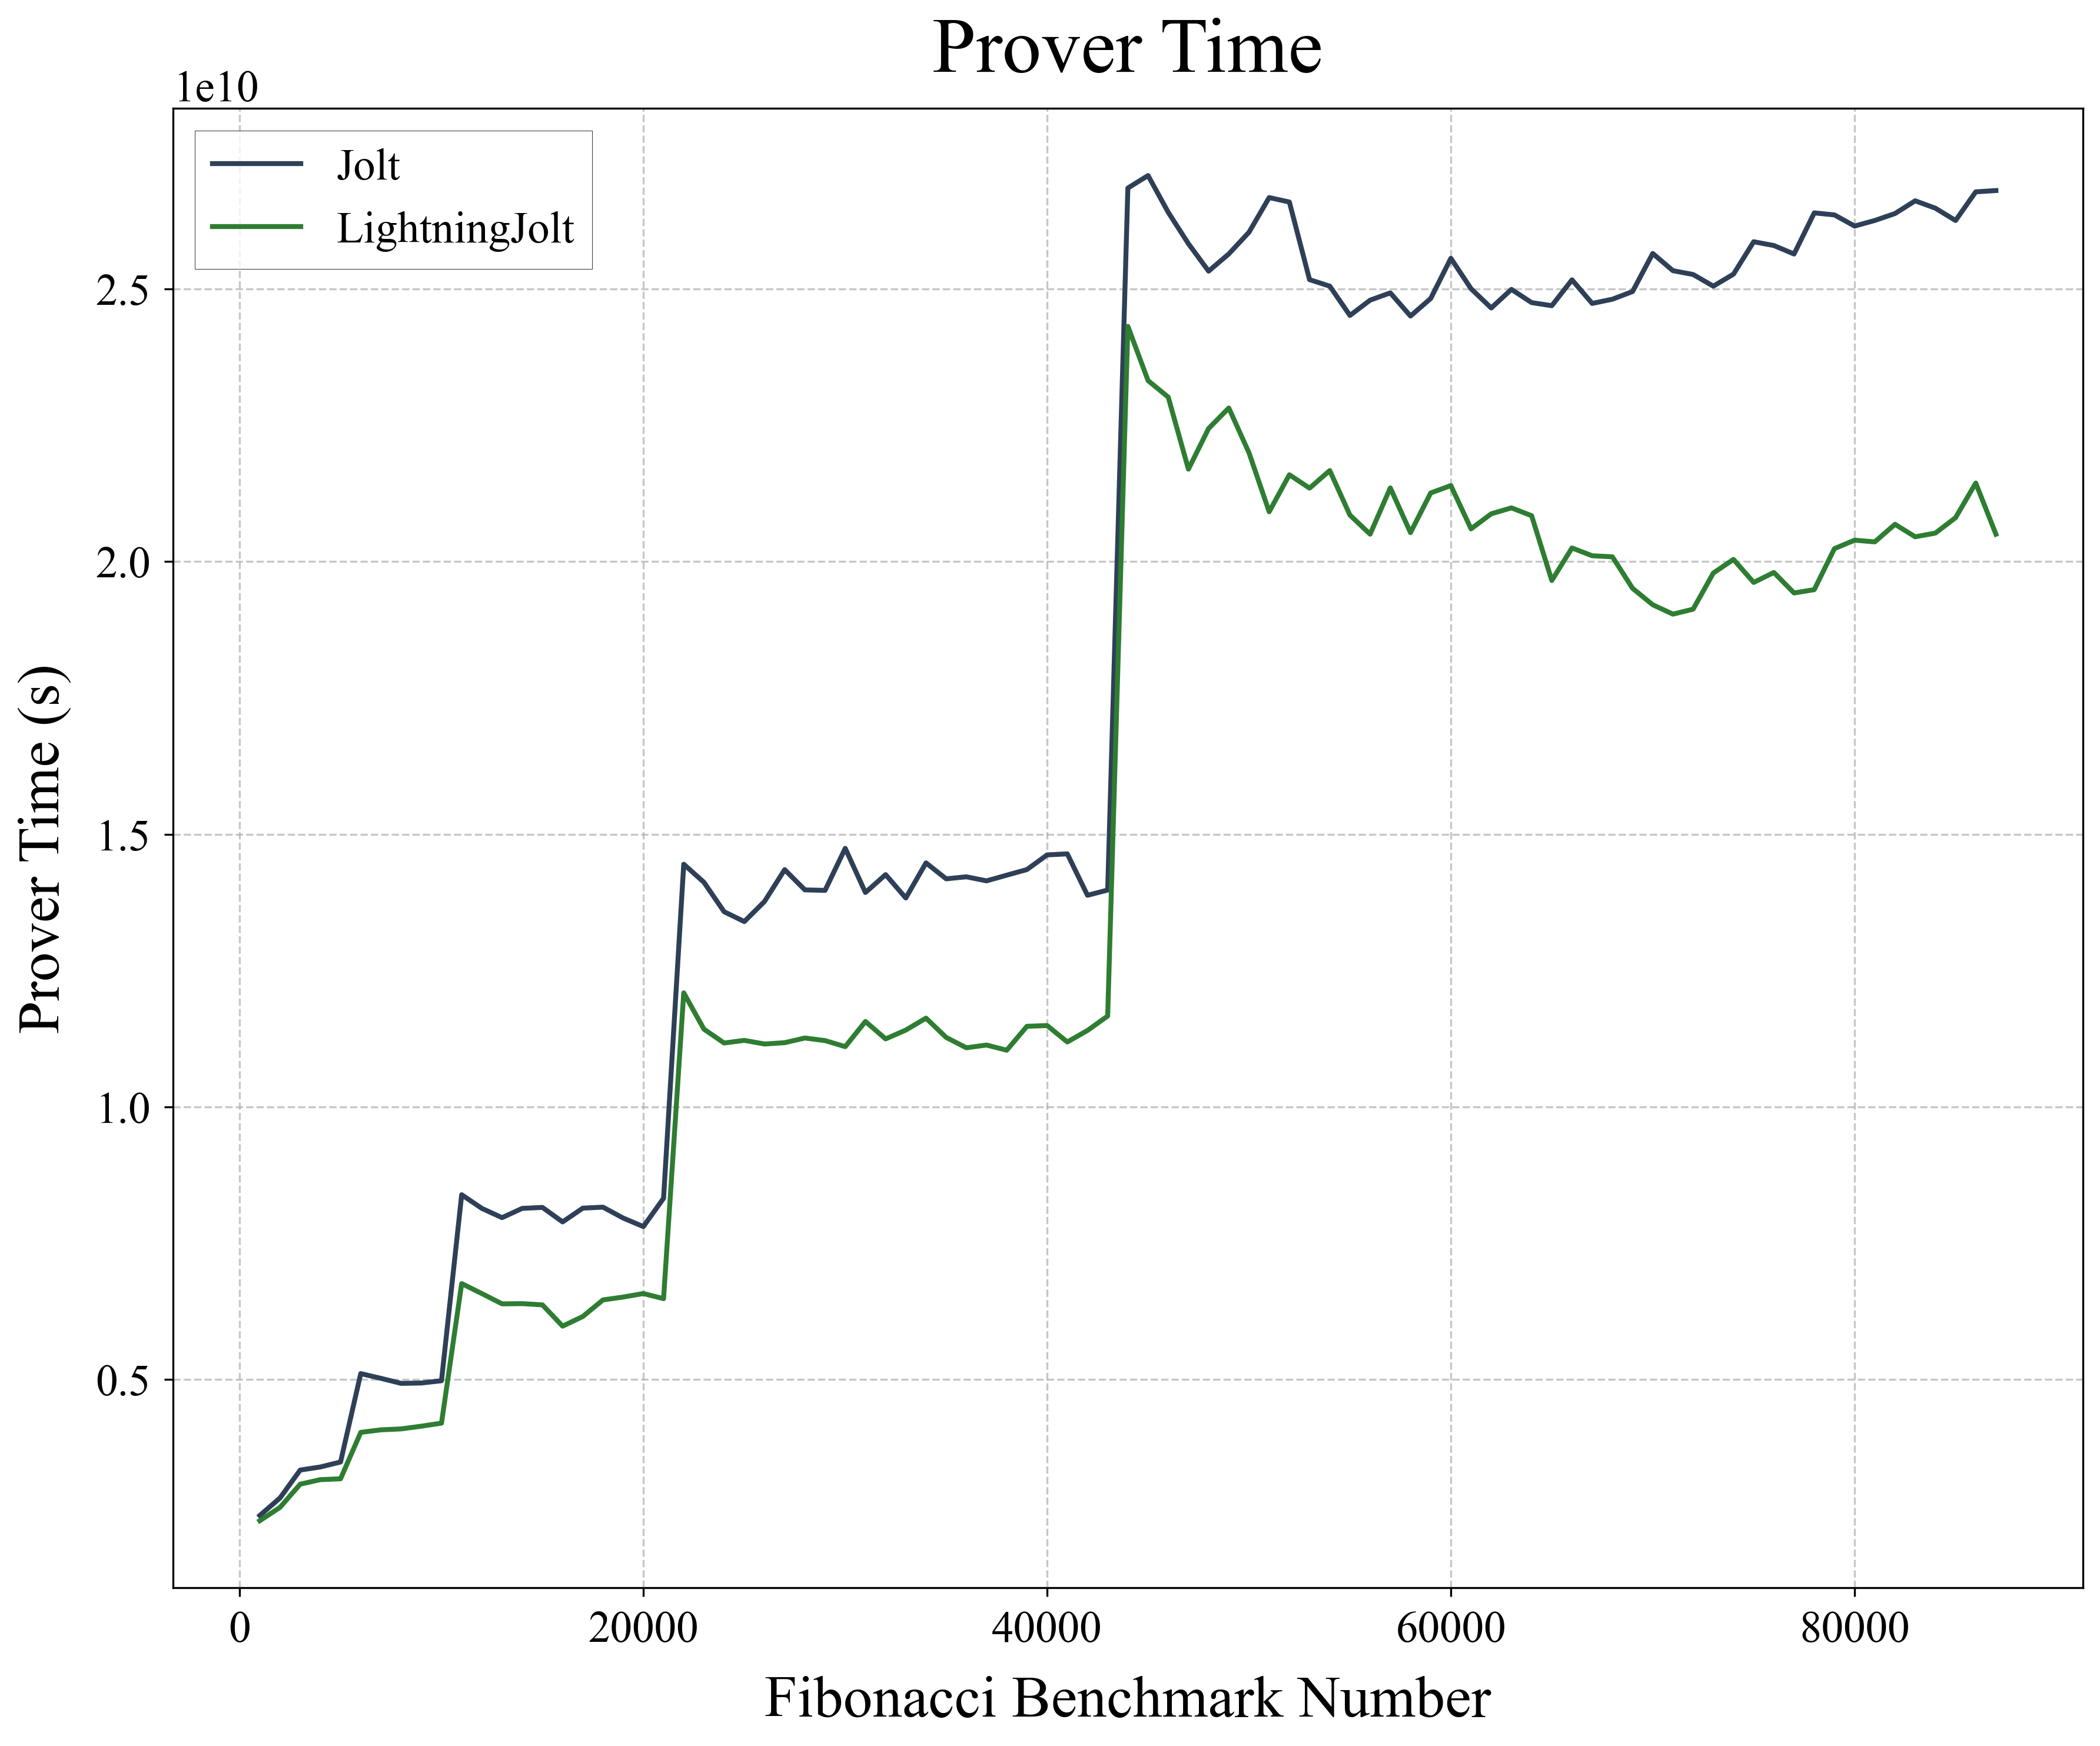 Prover Time
1e10
Jolt
LightningJolt
2.5
2.0
1.5
1.0
0.5
Prover Time (s)
0
20000
40000
60000
80000
Fibonacci Benchmark Number